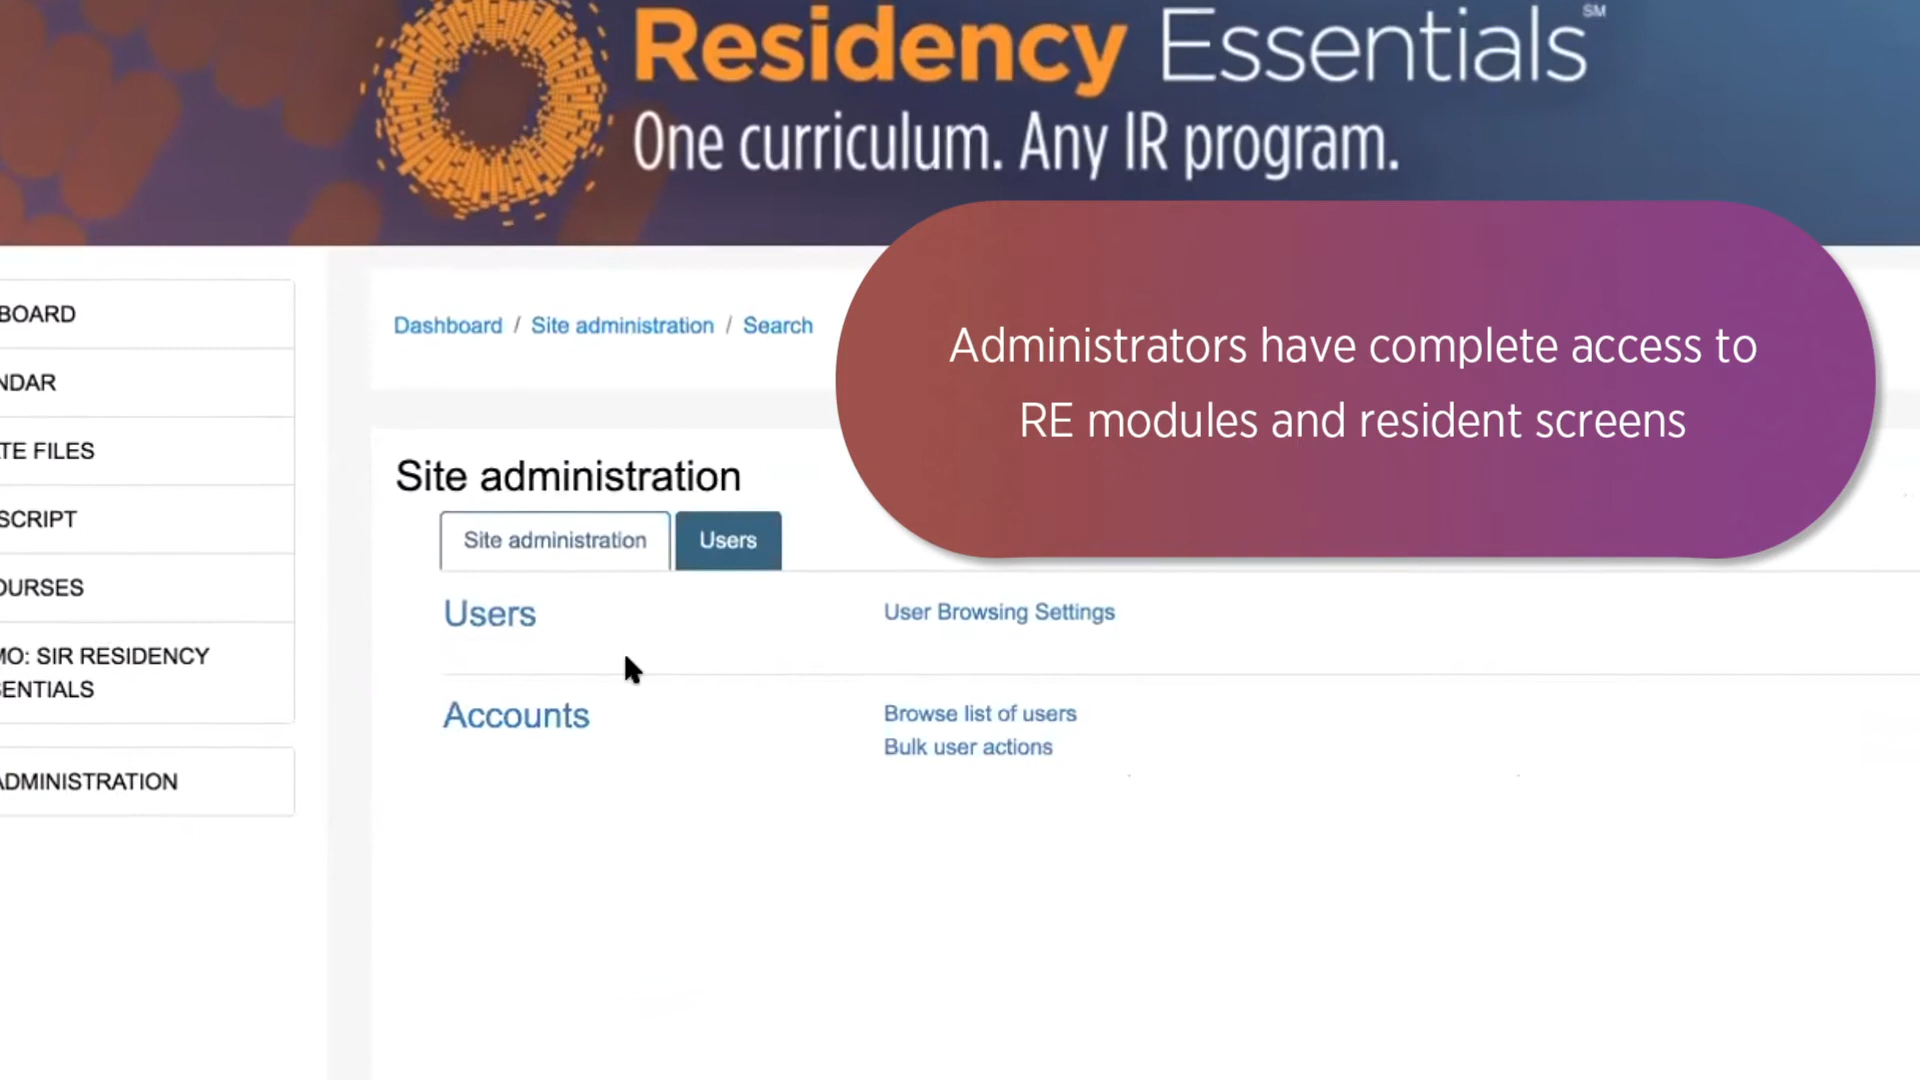 Residency Essentials℠
One curriculum. Any IR program.
BOARD
NDAR
TE FILES
SCRIPT
OURSES
MO: SIR RESIDENCY
ENTIALS
ADMINISTRATION
Dashboard / Site administration / Search
Administrators have complete access to
RE modules and resident screens
Site administration
Site administration Users
Users User Browsing Settings
Accounts Browse list of users
Bulk user actions